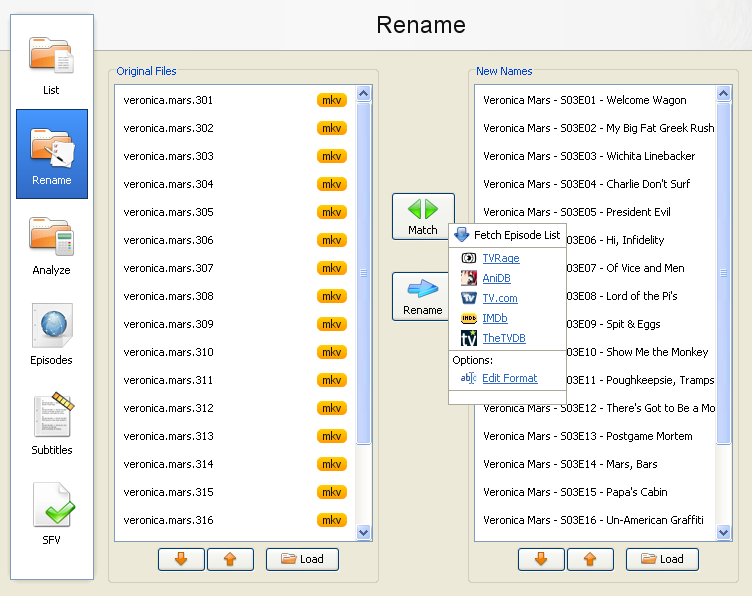 Rename
List
Rename
Analyze
Episodes
Subtitles
SFV
Original Files
veronica.mars.301 mkv
veronica.mars.302 mkv
veronica.mars.303 mkv
veronica.mars.304 mkv
veronica.mars.305 mkv
veronica.mars.306 mkv
veronica.mars.307 mkv
veronica.mars.308 mkv
veronica.mars.309 mkv
veronica.mars.310 mkv
veronica.mars.311 mkv
veronica.mars.312 mkv
veronica.mars.313 mkv
veronica.mars.314 mkv
veronica.mars.315 mkv
veronica.mars.316 mkv
Load
Match
Rename
Fetch Episode List
TVRage
AniDB
TV.com
IMDb IMDb
tv TheTVDB
Options:
ab|c Edit Format
New Names
Veronica Mars - S03E01 - Welcome Wagon
Veronica Mars - S03E02 - My Big Fat Greek Rush
Veronica Mars - S03E03 - Wichita Linebacker
Veronica Mars - S03E04 - Charlie Don't Surf
Veronica Mars - S03E05 - President Evil
S03E06 - Hi, Infidelity
S03E07 - Of Vice and Men
S03E08 - Lord of the Pi's
S03E09 - Spit & Eggs
S03E10 - Show Me the Monkey
S03E11 - Poughkeepsie, Tramps
Veronica Mars - S03E12 - There's Got to Be a Mo
Veronica Mars - S03E13 - Postgame Mortem
Veronica Mars - S03E14 - Mars, Bars
Veronica Mars - S03E15 - Papa's Cabin
Veronica Mars - S03E16 - Un-American Graffiti
Load